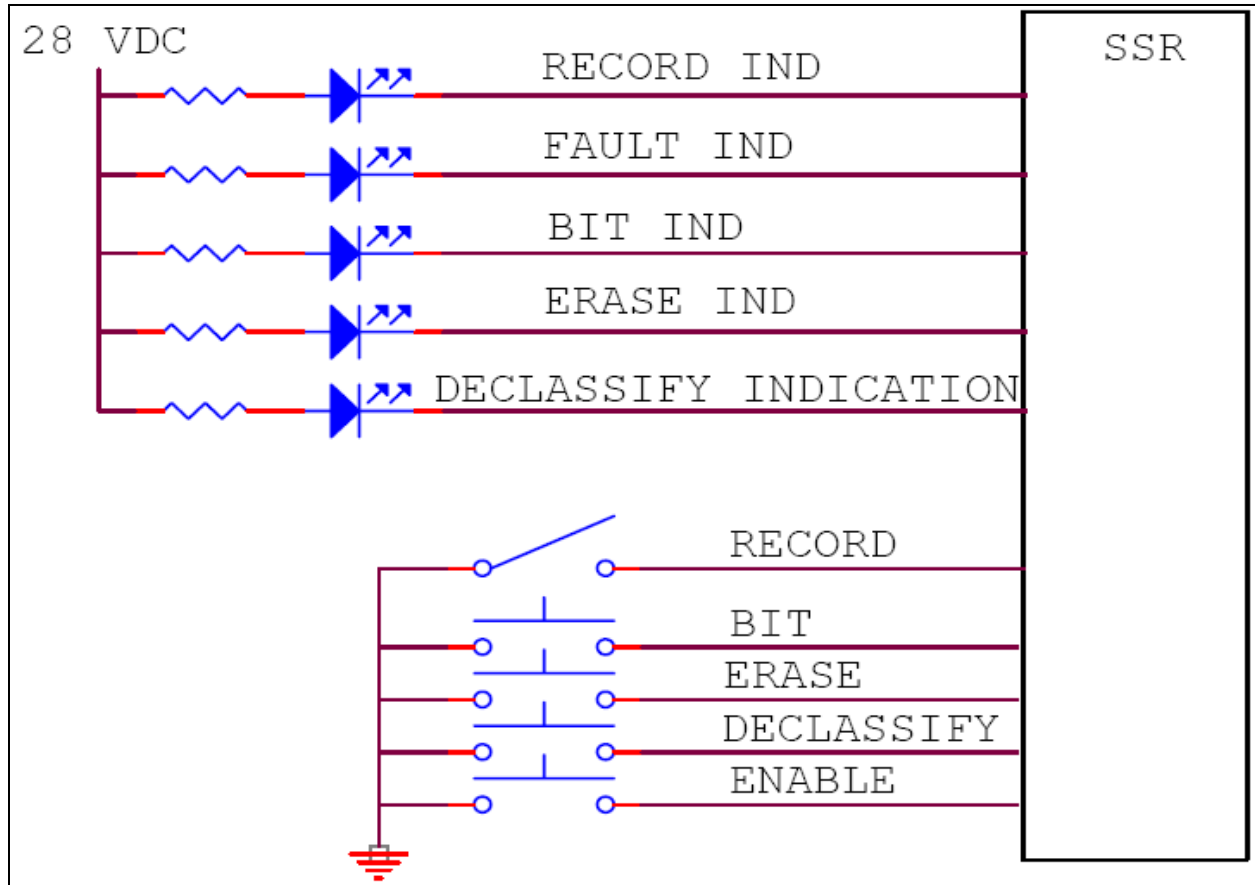 28 VDC
SSR
RECORD IND
FAULT IND
BIT IND
ERASE IND
DECLASSIFY INDICATION
RECORD
BIT
ERASE
DECLASSIFY
ENABLE